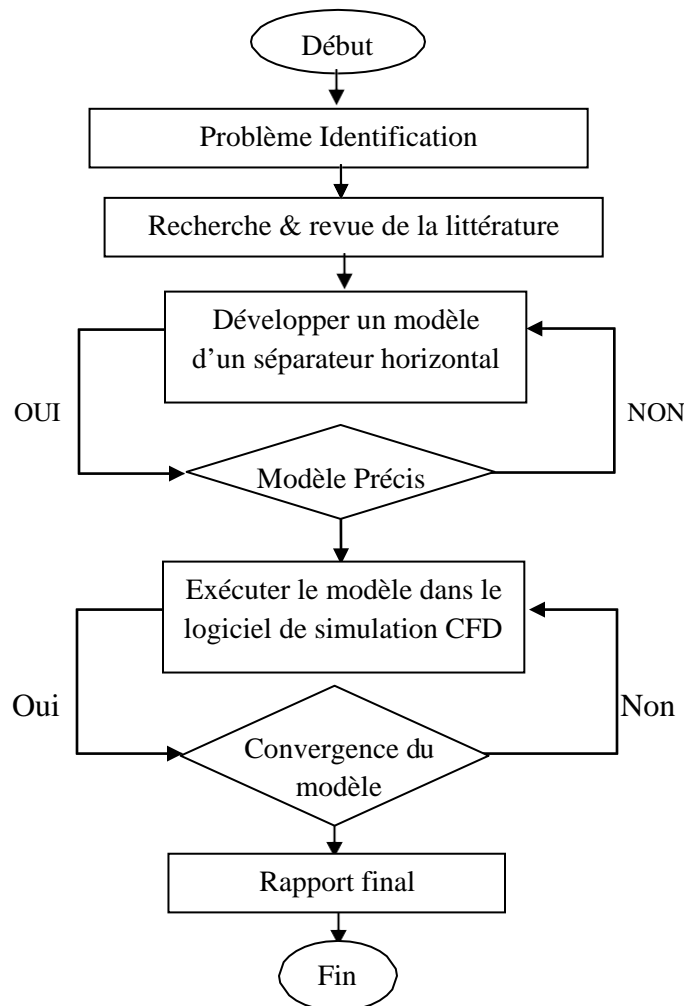 Début
Problème Identification
Recherche & revue de la littérature
Développer un modèle
d’un séparateur horizontal
OUI
NON
Modèle Précis
Exécuter le modèle dans le
logiciel de simulation CFD
Oui
Non
Convergence du
modèle
Rapport final
Fin